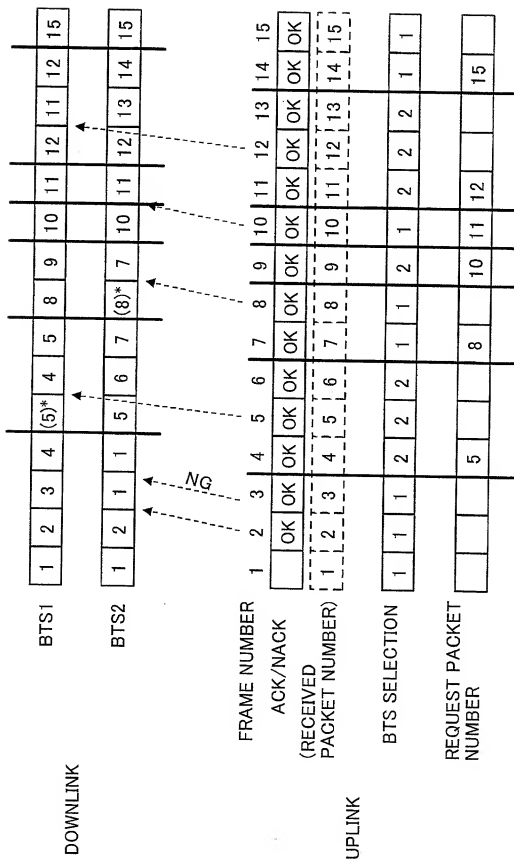 DOWNLINK
BTS1 1 2 3 4 (5)* 4 5 8 9 10 11 12 11 12 15
BTS2 1 2 1 1 5 6 7 (8)* 7 10 11 12 13 14 15
NG
UPLINK
FRAME NUMBER 1 2 3 4 5 6 7 8 9 10 11 12 13 14 15
ACK/NACK OK OK OK OK OK OK OK OK OK OK OK OK OK OK
(RECEIVED
PACKET NUMBER) 1 2 3 4 5 6 7 8 9 10 11 12 13 14 15
BTS SELECTION 1 1 1 2 2 2 1 1 2 1 2 2 2 1 1
REQUEST PACKET
NUMBER 5 8 10 11 12 15